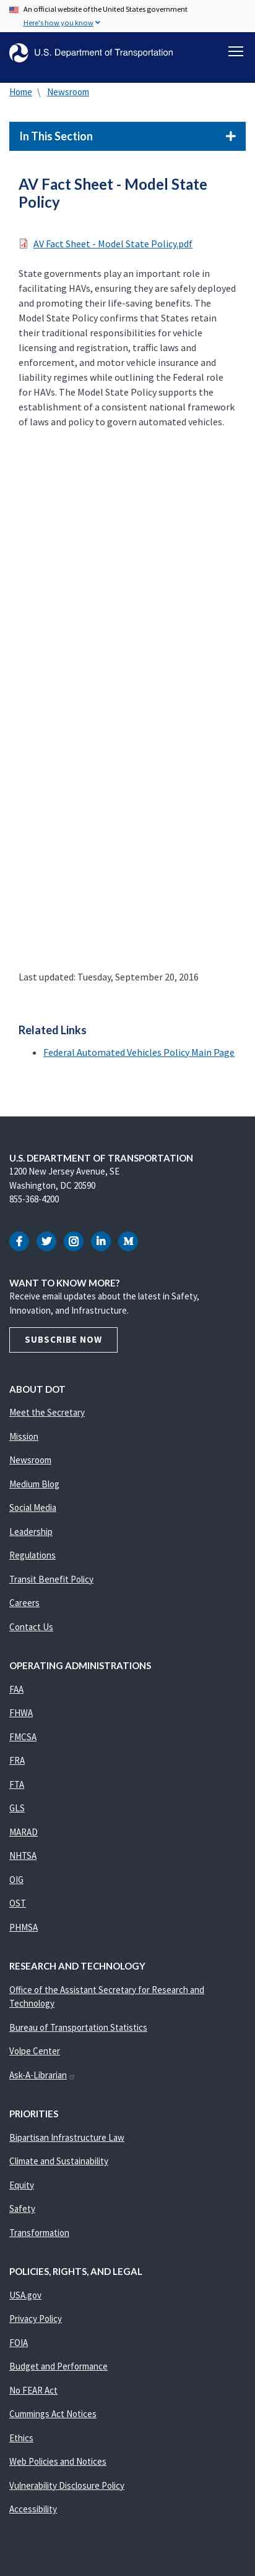 An official website of the United States government
Here's how you know
U.S. Department of Transportation
Home \ Newsroom
In This Section
AV Fact Sheet - Model State
Policy
AV Fact Sheet - Model State Policy.pdf
State governments play an important role in
facilitating HAVs, ensuring they are safely deployed
and promoting their life-saving benefits. The
Model State Policy confirms that States retain
their traditional responsibilities for vehicle
licensing and registration, traffic laws and
enforcement, and motor vehicle insurance and
liability regimes while outlining the Federal role
for HAVs. The Model State Policy supports the
establishment of a consistent national framework
of laws and policy to govern automated vehicles.
Last updated: Tuesday, September 20, 2016
Related Links
Federal Automated Vehicles Policy Main Page
U.S. DEPARTMENT OF TRANSPORTATION
1200 New Jersey Avenue, SE
Washington, DC 20590
855-368-4200
WANT TO KNOW MORE?
Receive email updates about the latest in Safety,
Innovation, and Infrastructure.
SUBSCRIBE NOW
ABOUT DOT
Meet the Secretary
Mission
Newsroom
Medium Blog
Social Media
Leadership
Regulations
Transit Benefit Policy
Careers
Contact Us
OPERATING ADMINISTRATIONS
FAA
FHWA
FMCSA
FRA
FTA
GLS
MARAD
NHTSA
OIG
OST
PHMSA
RESEARCH AND TECHNOLOGY
Office of the Assistant Secretary for Research and
Technology
Bureau of Transportation Statistics
Volpe Center
Ask-A-Librarian
PRIORITIES
Bipartisan Infrastructure Law
Climate and Sustainability
Equity
Safety
Transformation
POLICIES, RIGHTS, AND LEGAL
USA.gov
Privacy Policy
FOIA
Budget and Performance
No FEAR Act
Cummings Act Notices
Ethics
Web Policies and Notices
Vulnerability Disclosure Policy
Accessibility